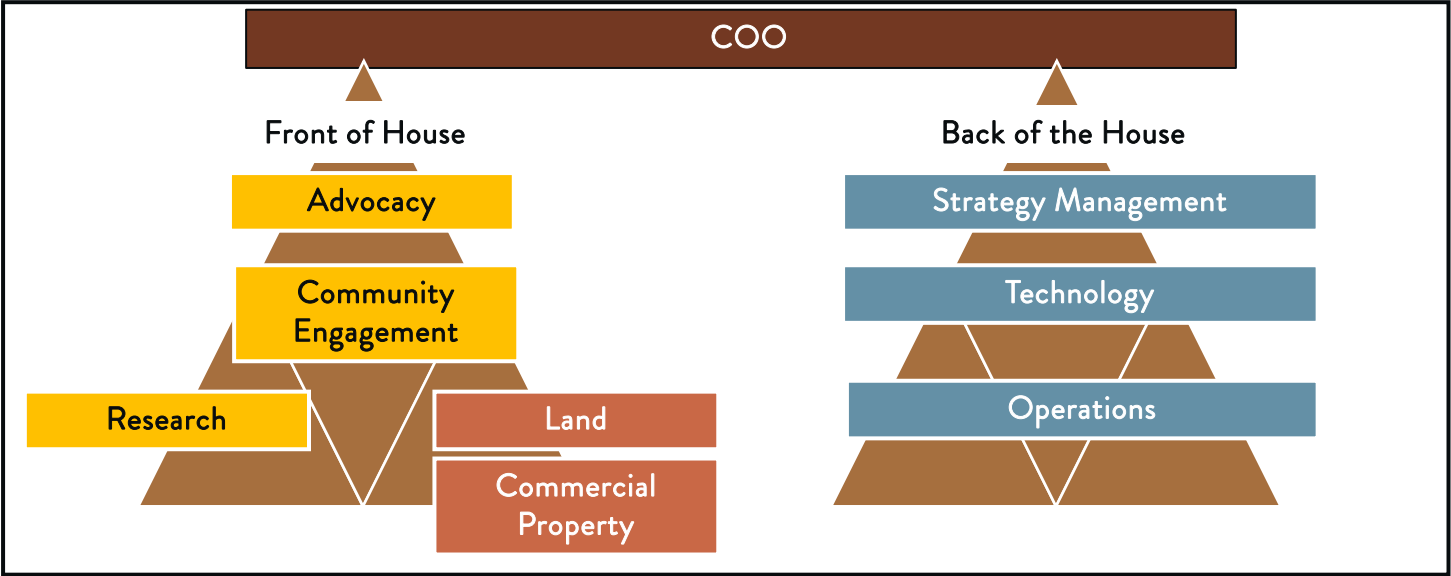 COO
Front of House
Advocacy
Community
Engagement
Research
Land
Commercial
Property
Back of the House
Strategy Management
Technology
Operations